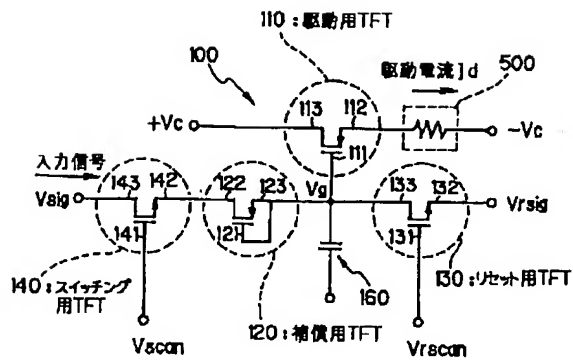 110:駆動用TFT
100
駆動電流Id
500
+Vc
113
112
-Vc
111
入力信号
Vsig
143
142
122
123
Vg
133
132
Vrsig
141
121
131
140:スイッチング
用TFT
160
130:リセット用TFT
120:補償用TFT
Vscan
Vrscan